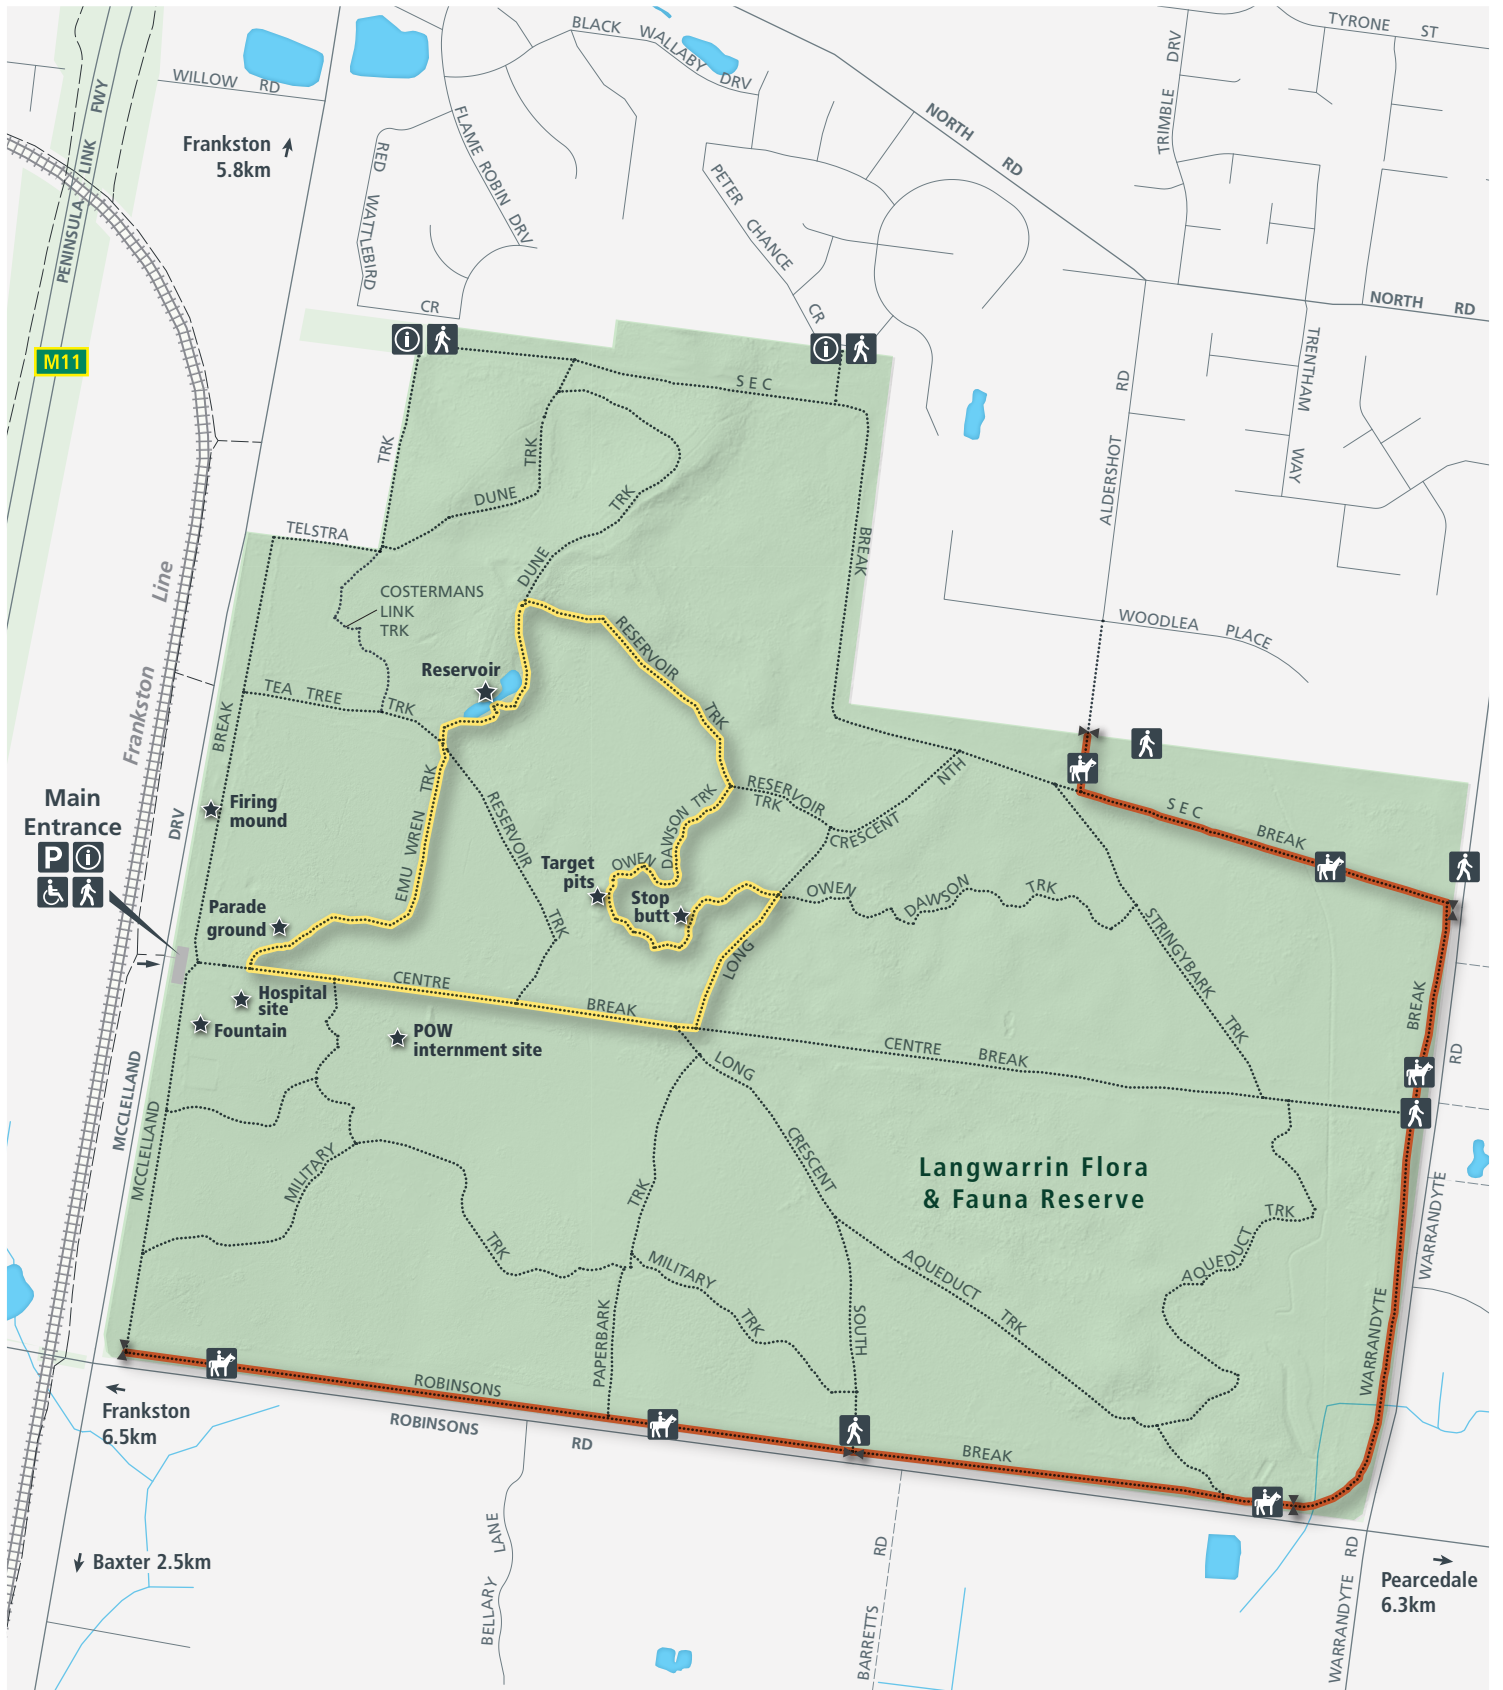 TYRONE ST
BLACK WALLABY DRV
WILLOW RD
PENINSULA LINK FWY
TRIMBLE DRV
NORTH RD
FLAME ROBIN DRV
RED WATTLEBIRD CR
Frankston
5.8km
PETER CHANCE CR
NORTH RD
TRENTHAM WAY
ALDERSHOT RD
M11
i
i
SEC BREAK
TELSTRA TRK
DUNE TRK
DUNE TRK
COSTERMANS
LINK
TRK
Frankston Line
WOODLEA PLACE
Reservoir
RESERVOIR TRK
TEA TREE TRK
BREAK
EMU WREN TRK
RESERVOIR TRK
RESERVOIR
TRK
CRESCENT NTH
SEC BREAK
Main
Entrance
P i
DRV
Firing
mound
Target
pits
Stop
butt
OWEN DAWSON TRK
OWEN DAWSON TRK
STRINGYBARK TRK
Parade
ground
Hospital
site
Fountain
POW
internment site
CENTRE BREAK
LONG
CENTRE BREAK
LONG CRESCENT SOUTH
MCCLELLAND
MCCLELLAND
MILITARY TRK
MILITARY TRK
PAPERBARK TRK
AQUEDUCT TRK
AQUEDUCT TRK
Langwarrin Flora
& Fauna Reserve
BREAK
WARRANDYTE
WARRANDYTE RD
ROBINSONS BREAK
ROBINSONS RD
Frankston
6.5km
Baxter 2.5km
BELLARY LANE
BARRETTS RD
WARRANDYTE RD
Pearcedale
6.3km